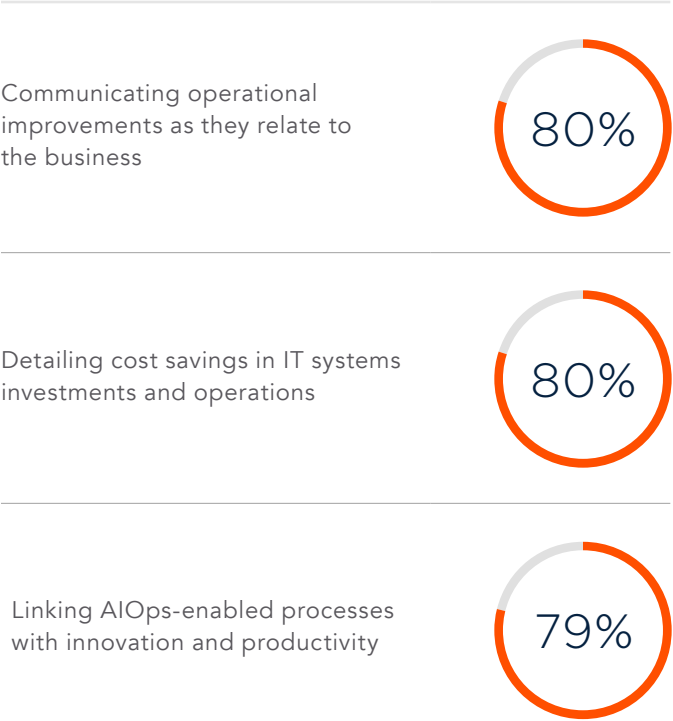 Communicating operational
improvements as they relate to
the business
80%
Detailing cost savings in IT systems
investments and operations
80%
Linking AIOps-enabled processes
with innovation and productivity
79%